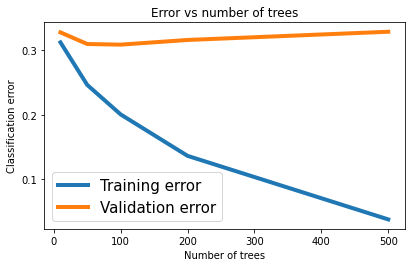 Error vs number of trees
Classification error
0.3
0.2
0.1
Training error
Validation error
0
100
200
300
400
500
Number of trees